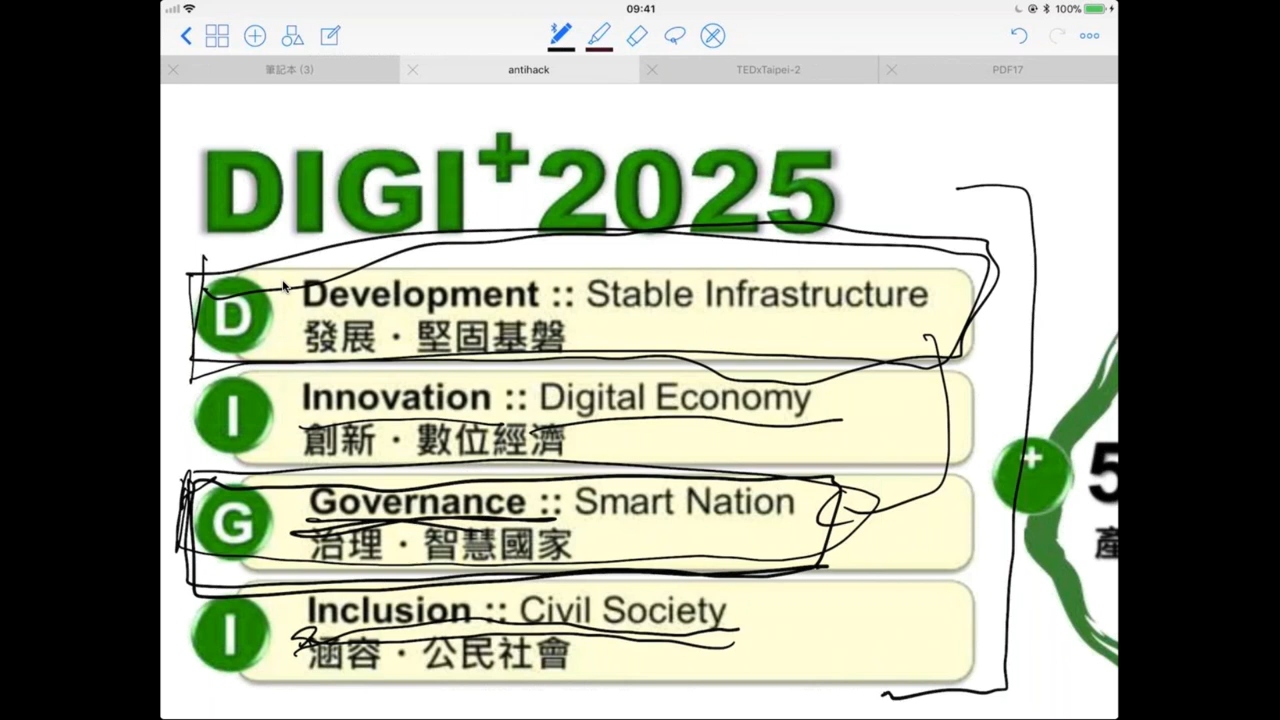 09:41
100%
筆記本 (3)
antihack
TEDxTaipei-2
PDF17
DIGI+2025
D
Development :: Stable Infrastructure
發展・堅固基磐
I
Innovation :: Digital Economy
創新・數位經濟
G
Governance :: Smart Nation
治理・智慧國家
I
Inclusion :: Civil Society
涵容・公民社會
+
5
產